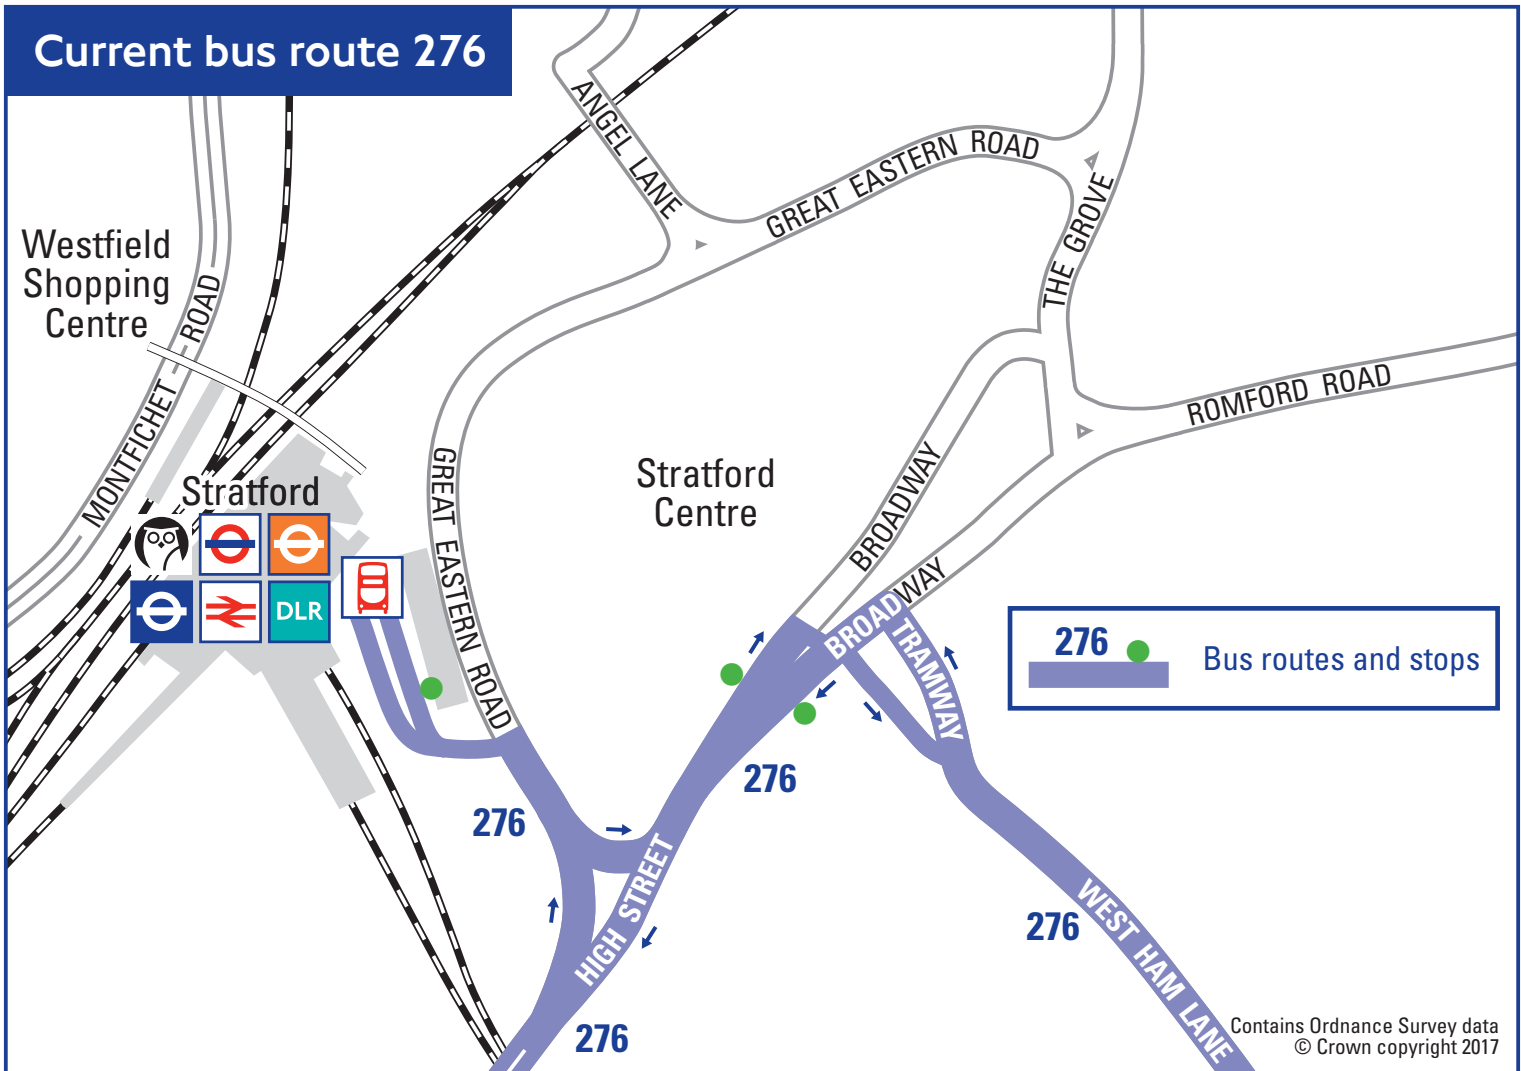 Current bus route 276
ANGEL LANE
GREAT EASTERN ROAD
THE GROVE
Westfield
Shopping
Centre
MONTFICHET ROAD
ROMFORD ROAD
Stratford
DLR
GREAT EASTERN ROAD
Stratford
Centre
BROADWAY
BROADWAY
TRAMWAY
276
Bus routes and stops
276
276
HIGH STREET
276
WEST HAM LANE
276
Contains Ordnance Survey data
© Crown copyright 2017